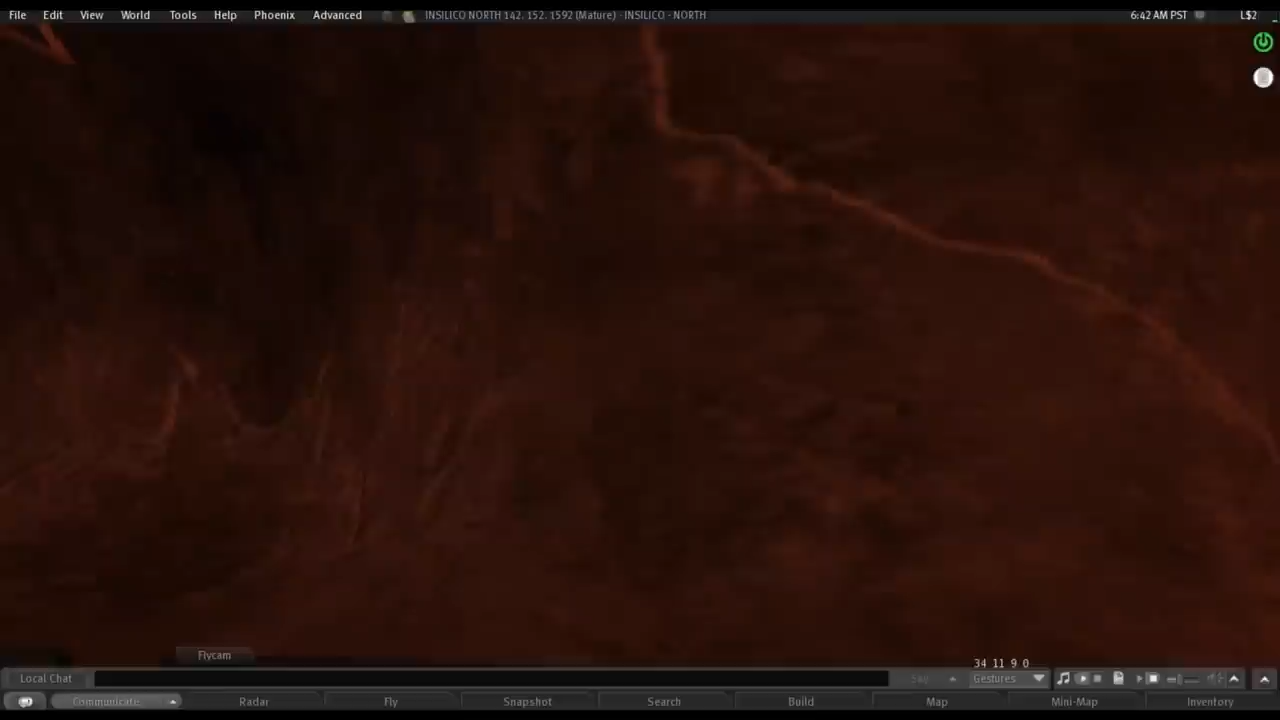 File Edit View World Tools Help Phoenix Advanced INSILICO NORTH 142, 152, 1592 (Mature) - INSILICO - NORTH 6:42 AM PST L$2
Flycam
34 11 9 0
Local Chat Say Gestures
Communicate Radar Fly Snapshot Search Build Map Mini-Map Inventory